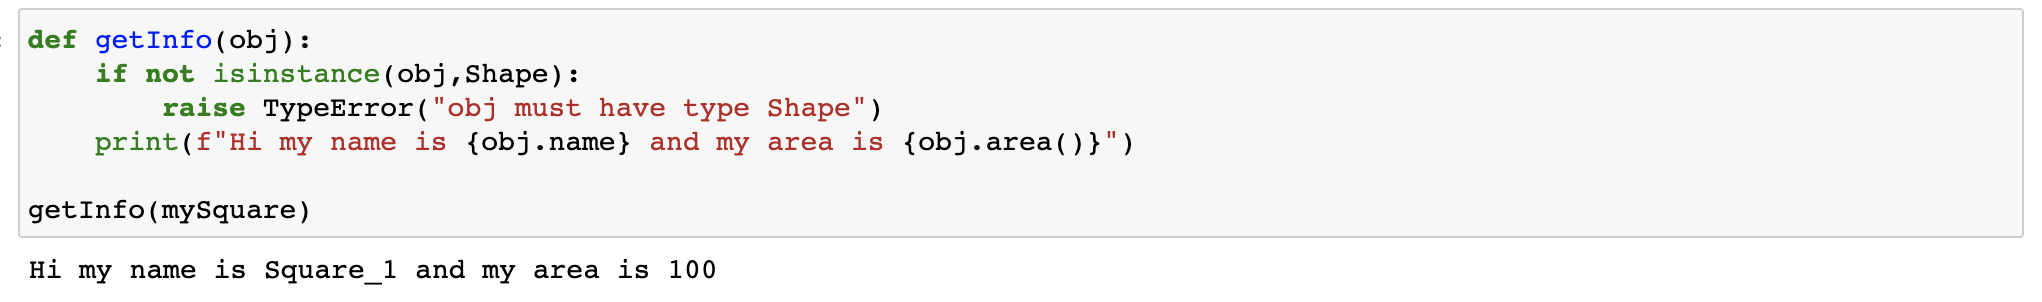 def getInfo(obj):
    if not isinstance(obj,Shape):
        raise TypeError("obj must have type Shape")
    print(f"Hi my name is {obj.name} and my area is {obj.area()}")

getInfo(mySquare)
Hi my name is Square_1 and my area is 100